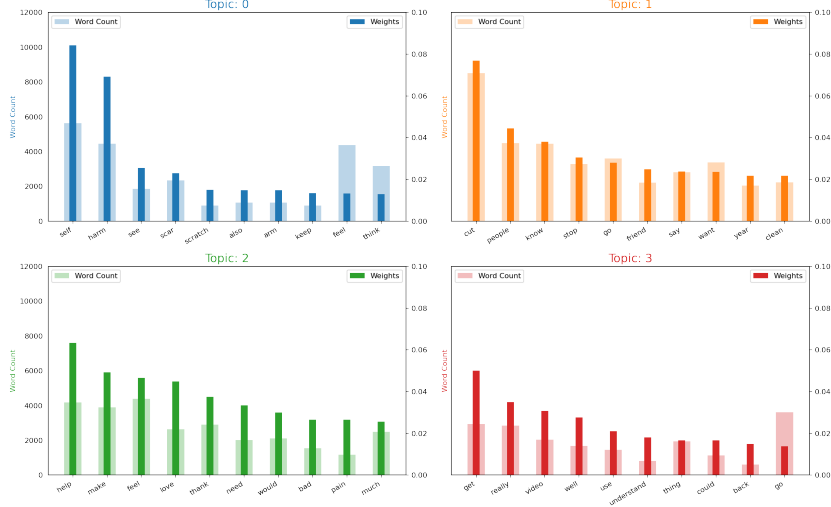 Topic: 0
Word Count
Weights
12000
10000
8000
6000
4000
2000
0
0.10
0.08
0.06
0.04
0.02
0.00
Word Count
self
harm
see
scar
scratch
also
arm
keep
feel
think
Topic: 1
Word Count
Weights
0.10
0.08
0.06
0.04
0.02
0.00
Word Count
cut
people
know
stop
go
friend
say
want
year
clean
Topic: 2
Word Count
Weights
12000
10000
8000
6000
4000
2000
0
0.10
0.08
0.06
0.04
0.02
0.00
Word Count
help
make
feel
love
thank
need
would
bad
pain
much
Topic: 3
Word Count
Weights
0.10
0.08
0.06
0.04
0.02
0.00
Word Count
get
really
video
well
use
understand
thing
could
back
go